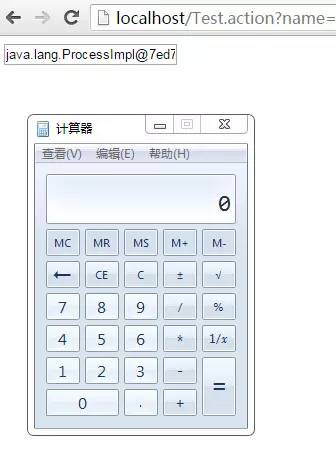 localhost/Test.action?name=
java.lang.ProcessImpl@7ed7
计算器
查看(V) 编辑(E) 帮助(H)
0
MC MR MS M+ M-
← CE C ± √
7 8 9 / %
4 5 6 * 1/x
1 2 3 - =
0 . +